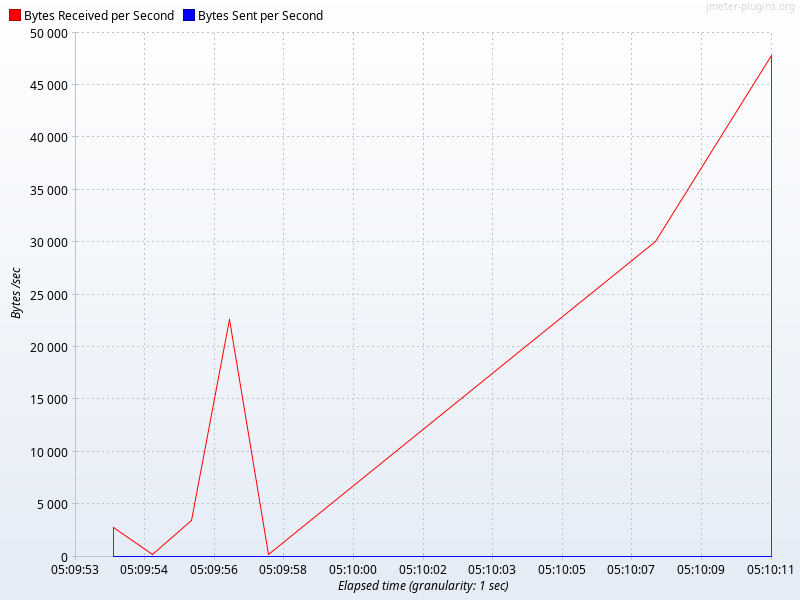 jmeter-plugins.org
Bytes Received per Second Bytes Sent per Second
50 000
45 000
40 000
35 000
30 000
25 000
20 000
15 000
10 000
5 000
0
Bytes /sec
05:09:53 05:09:54 05:09:56 05:09:58 05:10:00 05:10:02 05:10:03 05:10:05 05:10:07 05:10:09 05:10:11
Elapsed time (granularity: 1 sec)